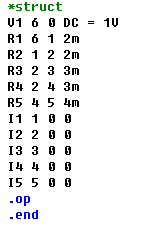 *struct
V1 6 0 DC = 1V
R1 6 1 2m
R2 1 2 2m
R3 2 3 3m
R4 2 4 3m
R5 4 5 4m
I1 1 0 0
I2 2 0 0
I3 3 0 0
I4 4 0 0
I5 5 0 0
.op
.end